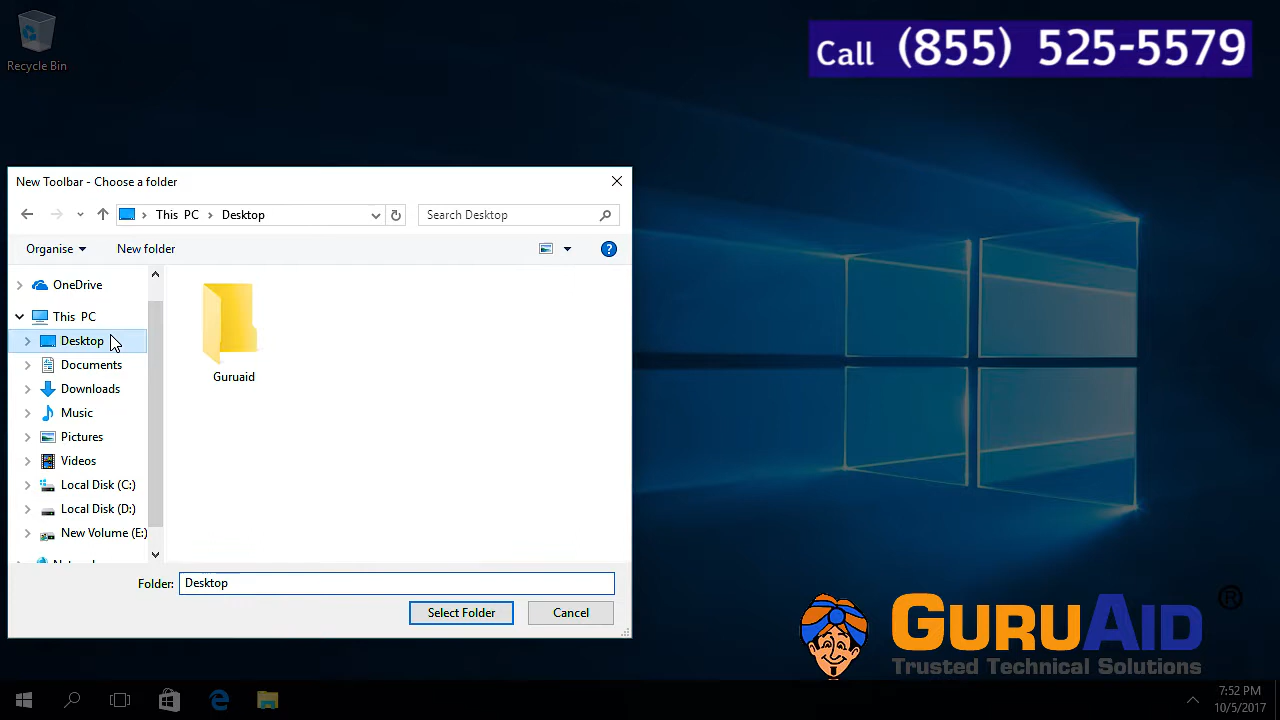 Recycle Bin
Call (855) 525-5579
New Toolbar - Choose a folder
This PC
Desktop
Search Desktop
Organise
New folder
OneDrive
This PC
Desktop
Documents
Downloads
Music
Pictures
Videos
Local Disk (C:)
Local Disk (D:)
New Volume (E:)
Guruaid
Folder:
Desktop
Select Folder
Cancel
GURUAID ®
Trusted Technical Solutions
7:52 PM
10/5/2017